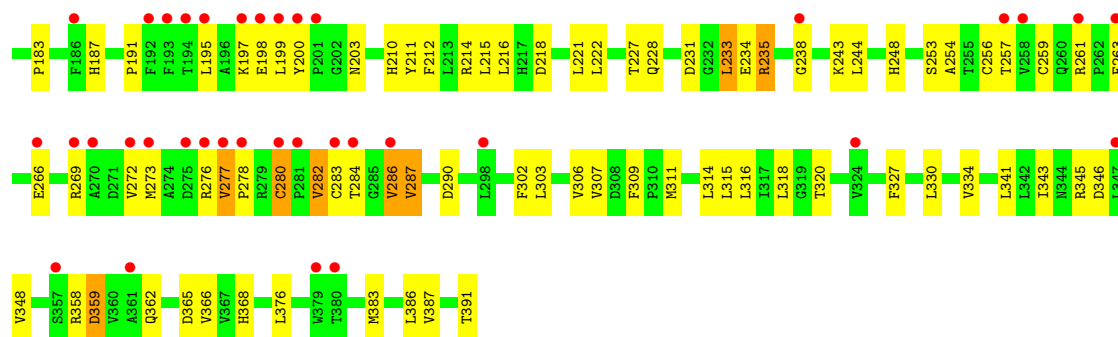 P183 F186 H187 P191 F192 F193 T194 L195 A196 K197 E198 L199 Y200 P201 G202 N203 H210 Y211 F212 L213 R214 L215 L216 H217 D218 L221 L222 T227 Q228 D231 G232 L233 E234 R235 G238 K243 L244 H248 S253 A254 T255 C256 T257 V258 C259 Q260 R261 P262
E266 R269 A270 D271 V272 M273 A274 D275 R276 V277 P278 R279 C280 P281 V282 C283 T284 G285 V286 V287 D290 L298 F302 L303 V306 V307 D308 F309 P310 M311 L314 L315 L316 I317 L318 G319 T320 V324 F327 L330 V334 L341 L342 I343 N344 R345 D346
V348 S357 R358 D359 V360 A361 Q362 D365 V366 V367 H368 L376 W379 T380 M383 L386 V387 T391